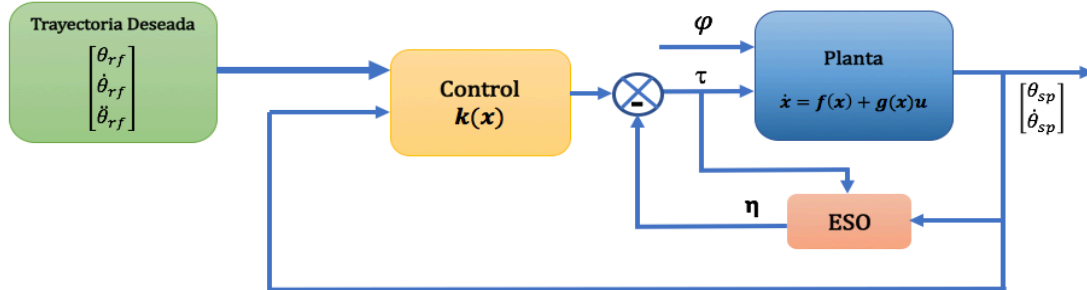 Trayectoria Deseada
θ_rf
θ̇_rf
θ̈_rf
Control
k(x)
-
φ
τ
Planta
ẋ = f(x) + g(x)u
θ_sp
θ̇_sp
η
ESO